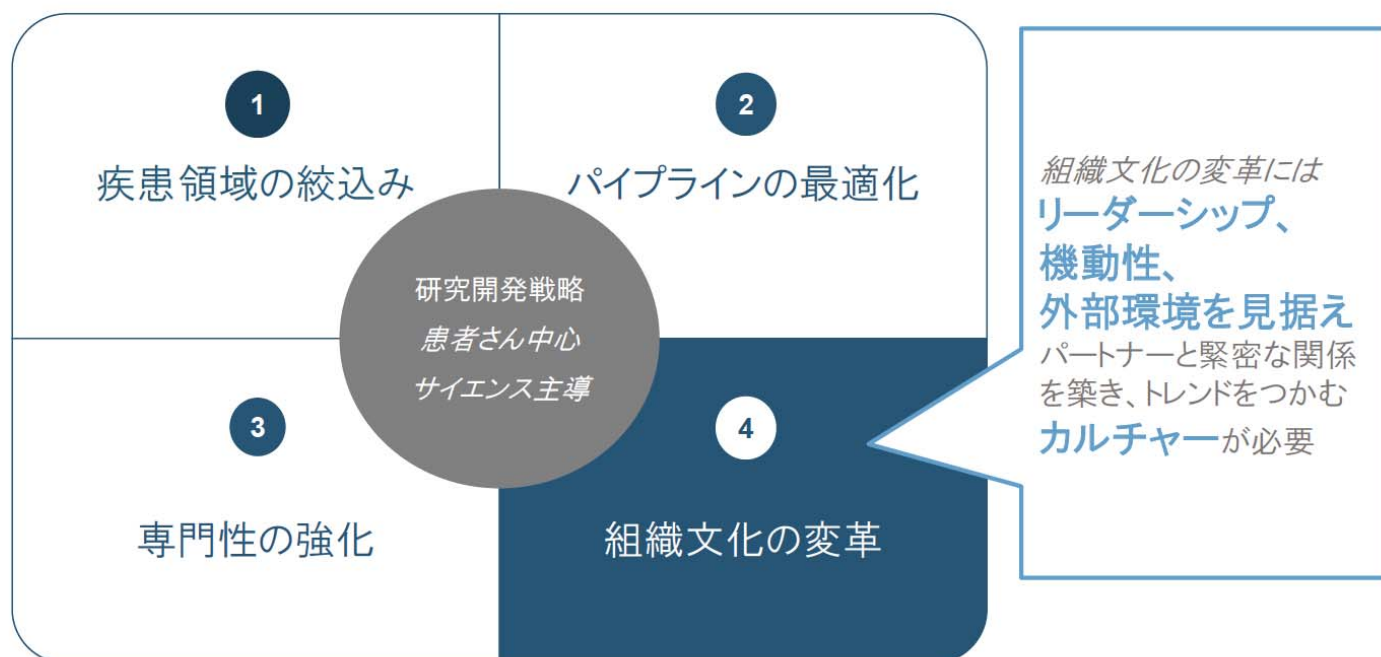 1
疾患領域の絞込み
2
パイプラインの最適化
研究開発戦略
患者さん中心
サイエンス主導
3
専門性の強化
4
組織文化の変革
組織文化の変革には
リーダーシップ、
機動性、
外部環境を見据え
パートナーと緊密な関係
を築き、トレンドをつかむ
カルチャーが必要